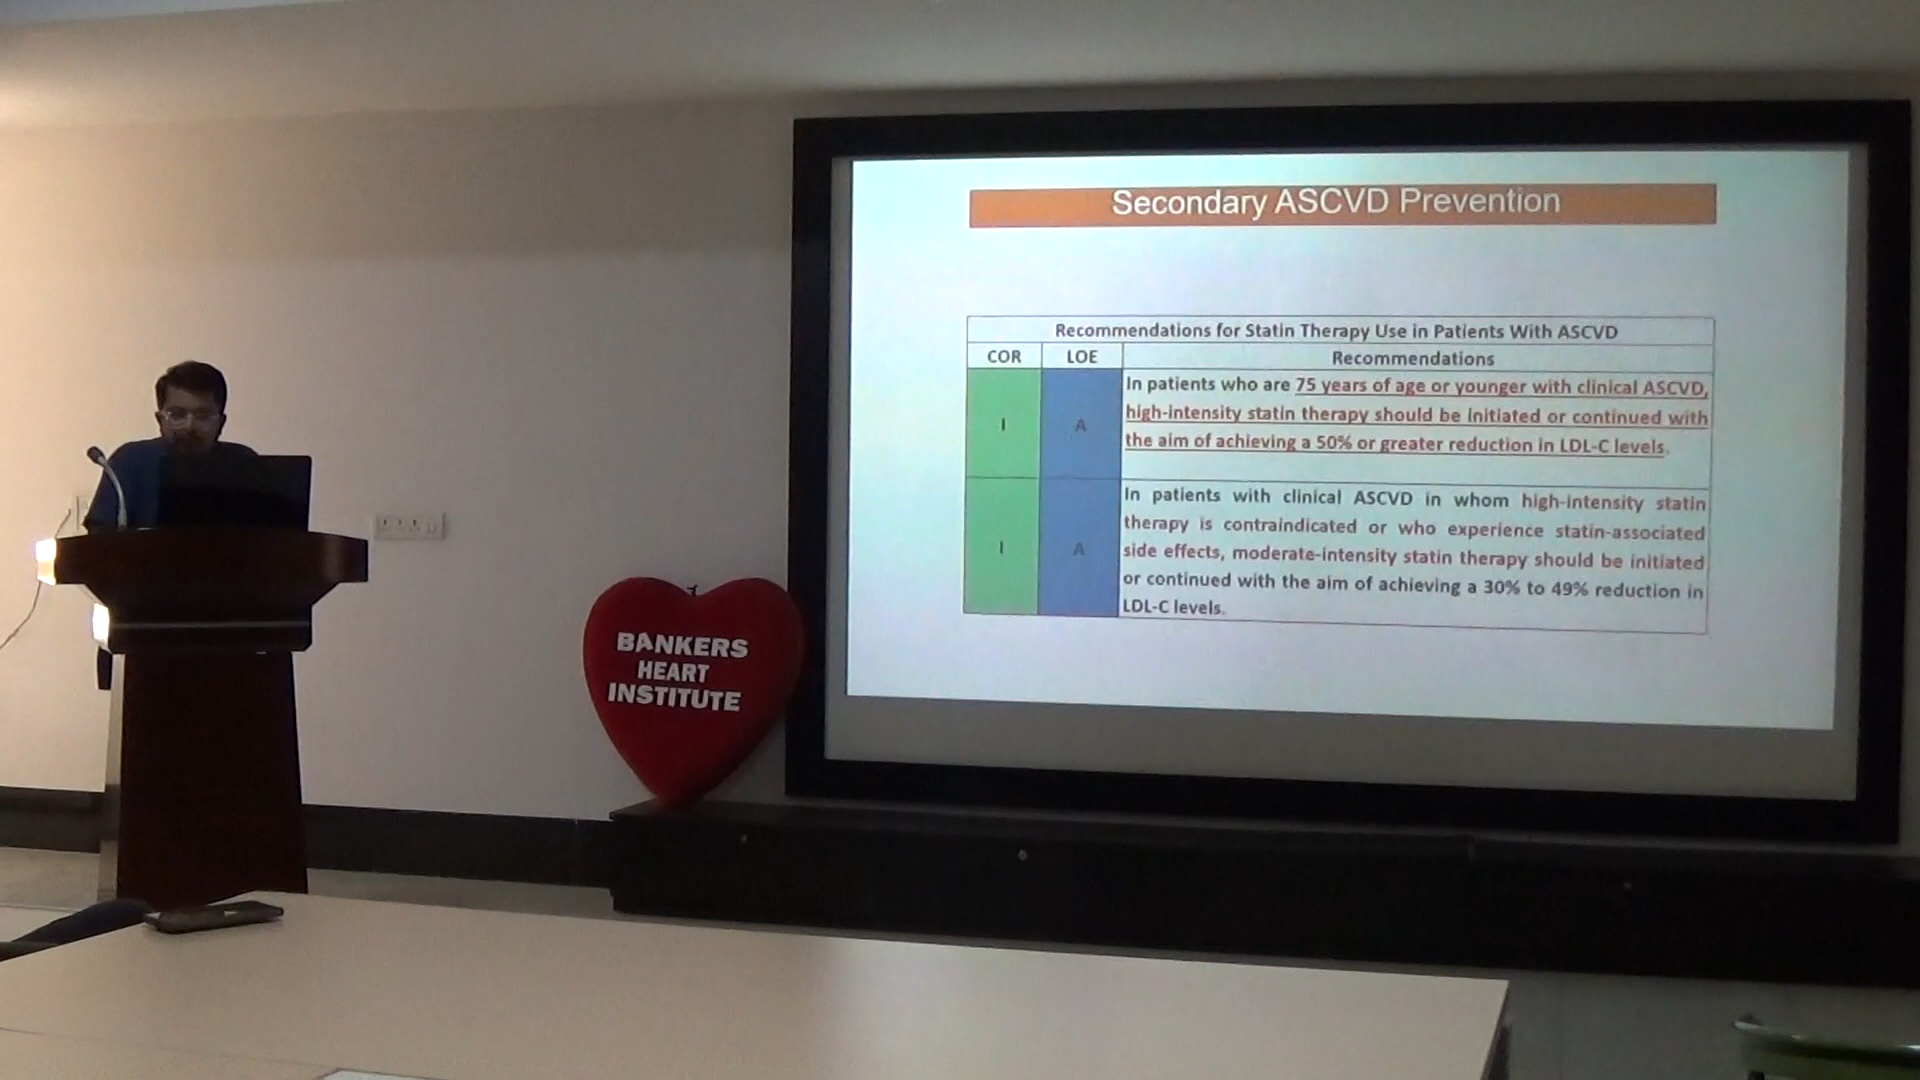 Secondary ASCVD Prevention
Recommendations for Statin Therapy Use in Patients With ASCVD
COR LOE Recommendations
I A In patients who are 75 years of age or younger with clinical ASCVD,
high-intensity statin therapy should be initiated or continued with
the aim of achieving a 50% or greater reduction in LDL-C levels.
I A In patients with clinical ASCVD in whom high-intensity statin
therapy is contraindicated or who experience statin-associated
side effects, moderate-intensity statin therapy should be initiated
or continued with the aim of achieving a 30% to 49% reduction in
LDL-C levels.
BANKERS
HEART
INSTITUTE